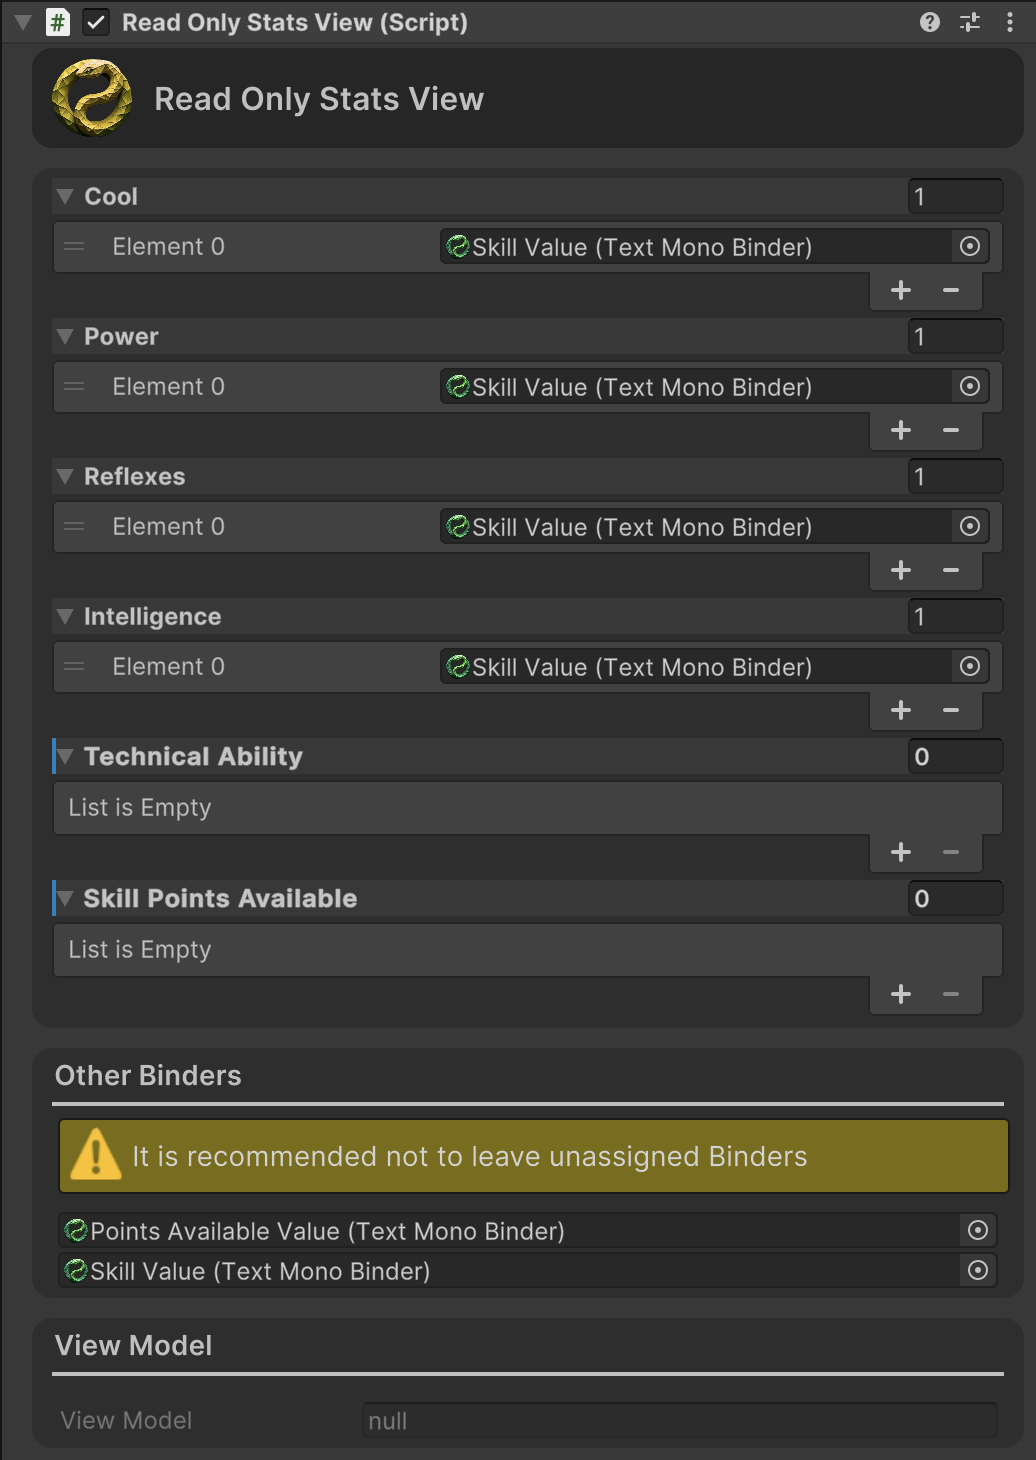 # Read Only Stats View (Script)
Read Only Stats View
Cool 1
Element 0 Skill Value (Text Mono Binder)
+ −
Power 1
Element 0 Skill Value (Text Mono Binder)
+ −
Reflexes 1
Element 0 Skill Value (Text Mono Binder)
+ −
Intelligence 1
Element 0 Skill Value (Text Mono Binder)
+ −
Technical Ability 0
List is Empty
+ −
Skill Points Available 0
List is Empty
+ −
Other Binders
It is recommended not to leave unassigned Binders
Points Available Value (Text Mono Binder)
Skill Value (Text Mono Binder)
View Model
View Model null